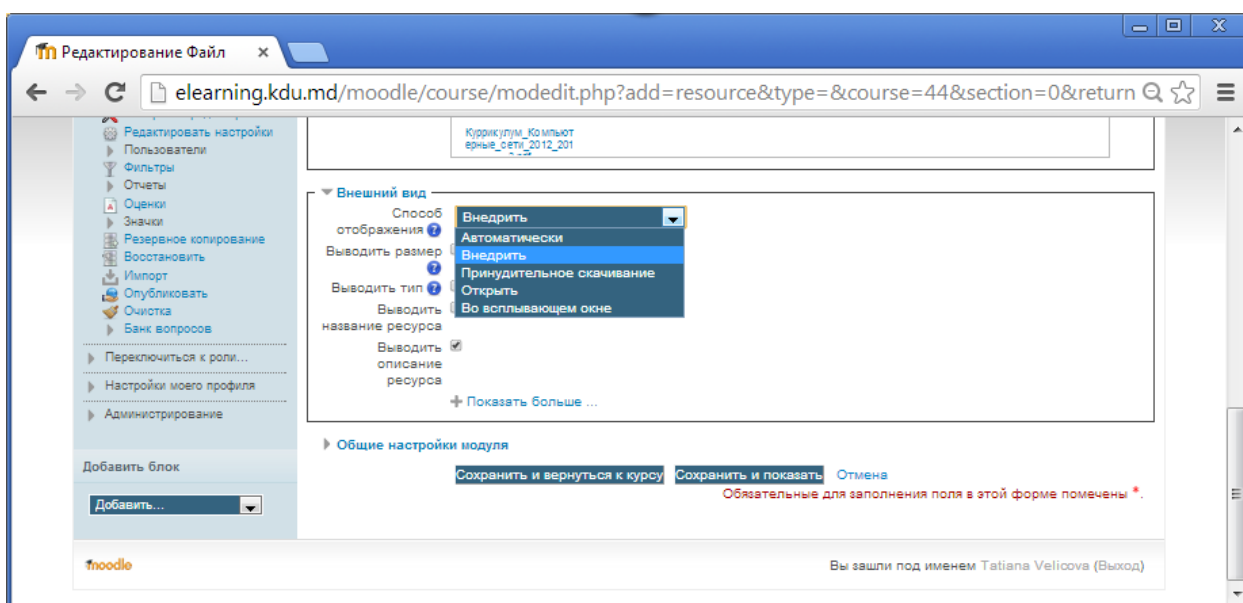 Редактирование Файл
elearning.kdu.md/moodle/course/modedit.php?add=resource&type=&course=44&section=0&return
Редактировать настройки
Пользователи
Фильтры
Отчеты
Оценки
Значки
Резервное копирование
Восстановить
Импорт
Опубликовать
Очистка
Банк вопросов
Переключиться к роли...
Настройки моего профиля
Администрирование
Добавить блок
Добавить...
Куррикулум_Компьют
ерные_сети_2012_201
Внешний вид
Способ
отображения
Внедрить
Автоматически
Внедрить
Принудительное скачивание
Открыть
Во всплывающем окне
Выводить размер
Выводить тип
Выводить
название ресурса
Выводить
описание
ресурса
Показать больше ...
Общие настройки модуля
Сохранить и вернуться к курсу Сохранить и показать Отмена
Обязательные для заполнения поля в этой форме помечены *.
moodle
Вы зашли под именем Tatiana Velicova (Выход)